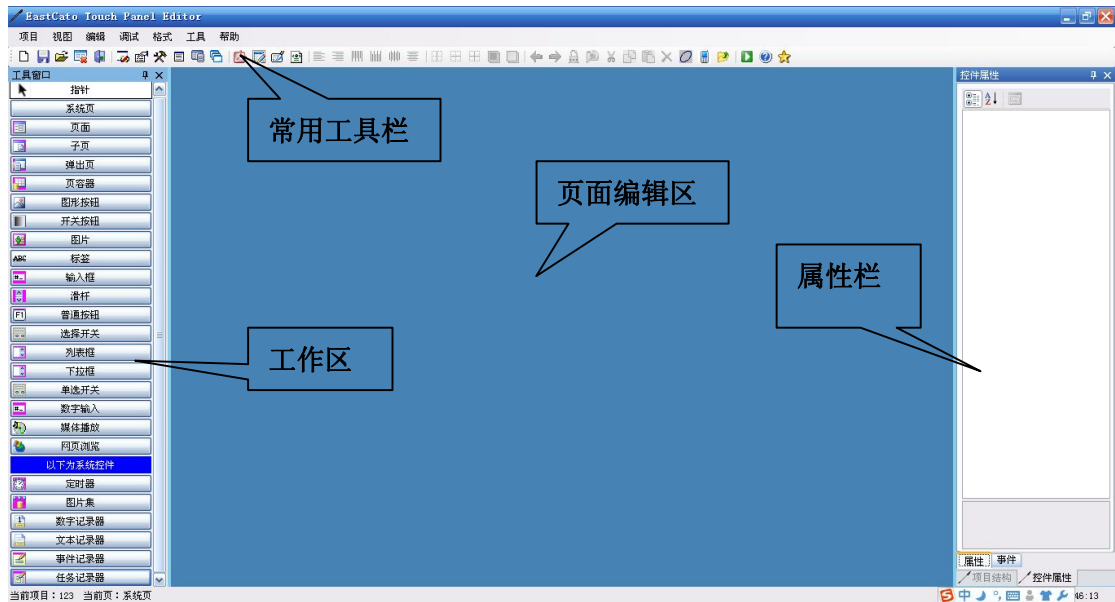 EastCato Touch Panel Editor
项目 视图 编辑 调试 格式 工具 帮助
工具窗口
控件属性
指针
系统页
页面
子页
弹出页
页容器
图形按钮
开关按钮
图片
ABC 标签
输入框
滑杆
F1 普通按钮
选择开关
列表框
下拉框
单选开关
数字输入
媒体播放
网页浏览
以下为系统控件
定时器
图片集
数字记录器
文本记录器
事件记录器
任务记录器
常用工具栏
页面编辑区
属性栏
工作区
属性 事件
项目结构 控件属性
当前项目：123 当前页：系统页
中
46:13